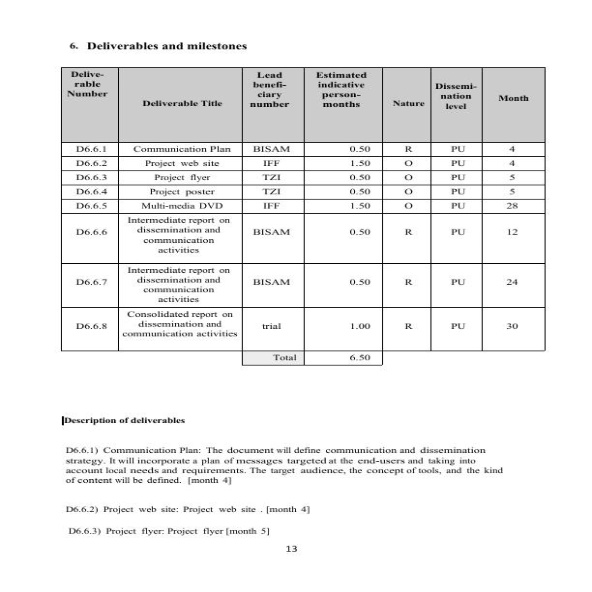 6. Deliverables and milestones
Delive-
rable
Number
Deliverable Title
Lead
benefi-
ciary
number
Estimated
indicative
person-
months
Nature
Dissemi-
nation
level
Month
D6.6.1 Communication Plan BISAM 0.50 R PU 4
D6.6.2 Project web site IFF 1.50 O PU 4
D6.6.3 Project flyer TZI 0.50 O PU 5
D6.6.4 Project poster TZI 0.50 O PU 5
D6.6.5 Multi-media DVD IFF 1.50 O PU 28
D6.6.6
Intermediate report on
dissemination and
communication
activities
BISAM 0.50 R PU 12
D6.6.7
Intermediate report on
dissemination and
communication
activities
BISAM 0.50 R PU 24
D6.6.8
Consolidated report on
dissemination and
communication activities
trial 1.00 R PU 30
Total 6.50
Description of deliverables
D6.6.1) Communication Plan: The document will define communication and dissemination
strategy. It will incorporate a plan of messages targeted at the end-users and taking into
account local needs and requirements. The target audience, the concept of tools, and the kind
of content will be defined. [month 4]
D6.6.2) Project web site: Project web site . [month 4]
D6.6.3) Project flyer: Project flyer [month 5]
13